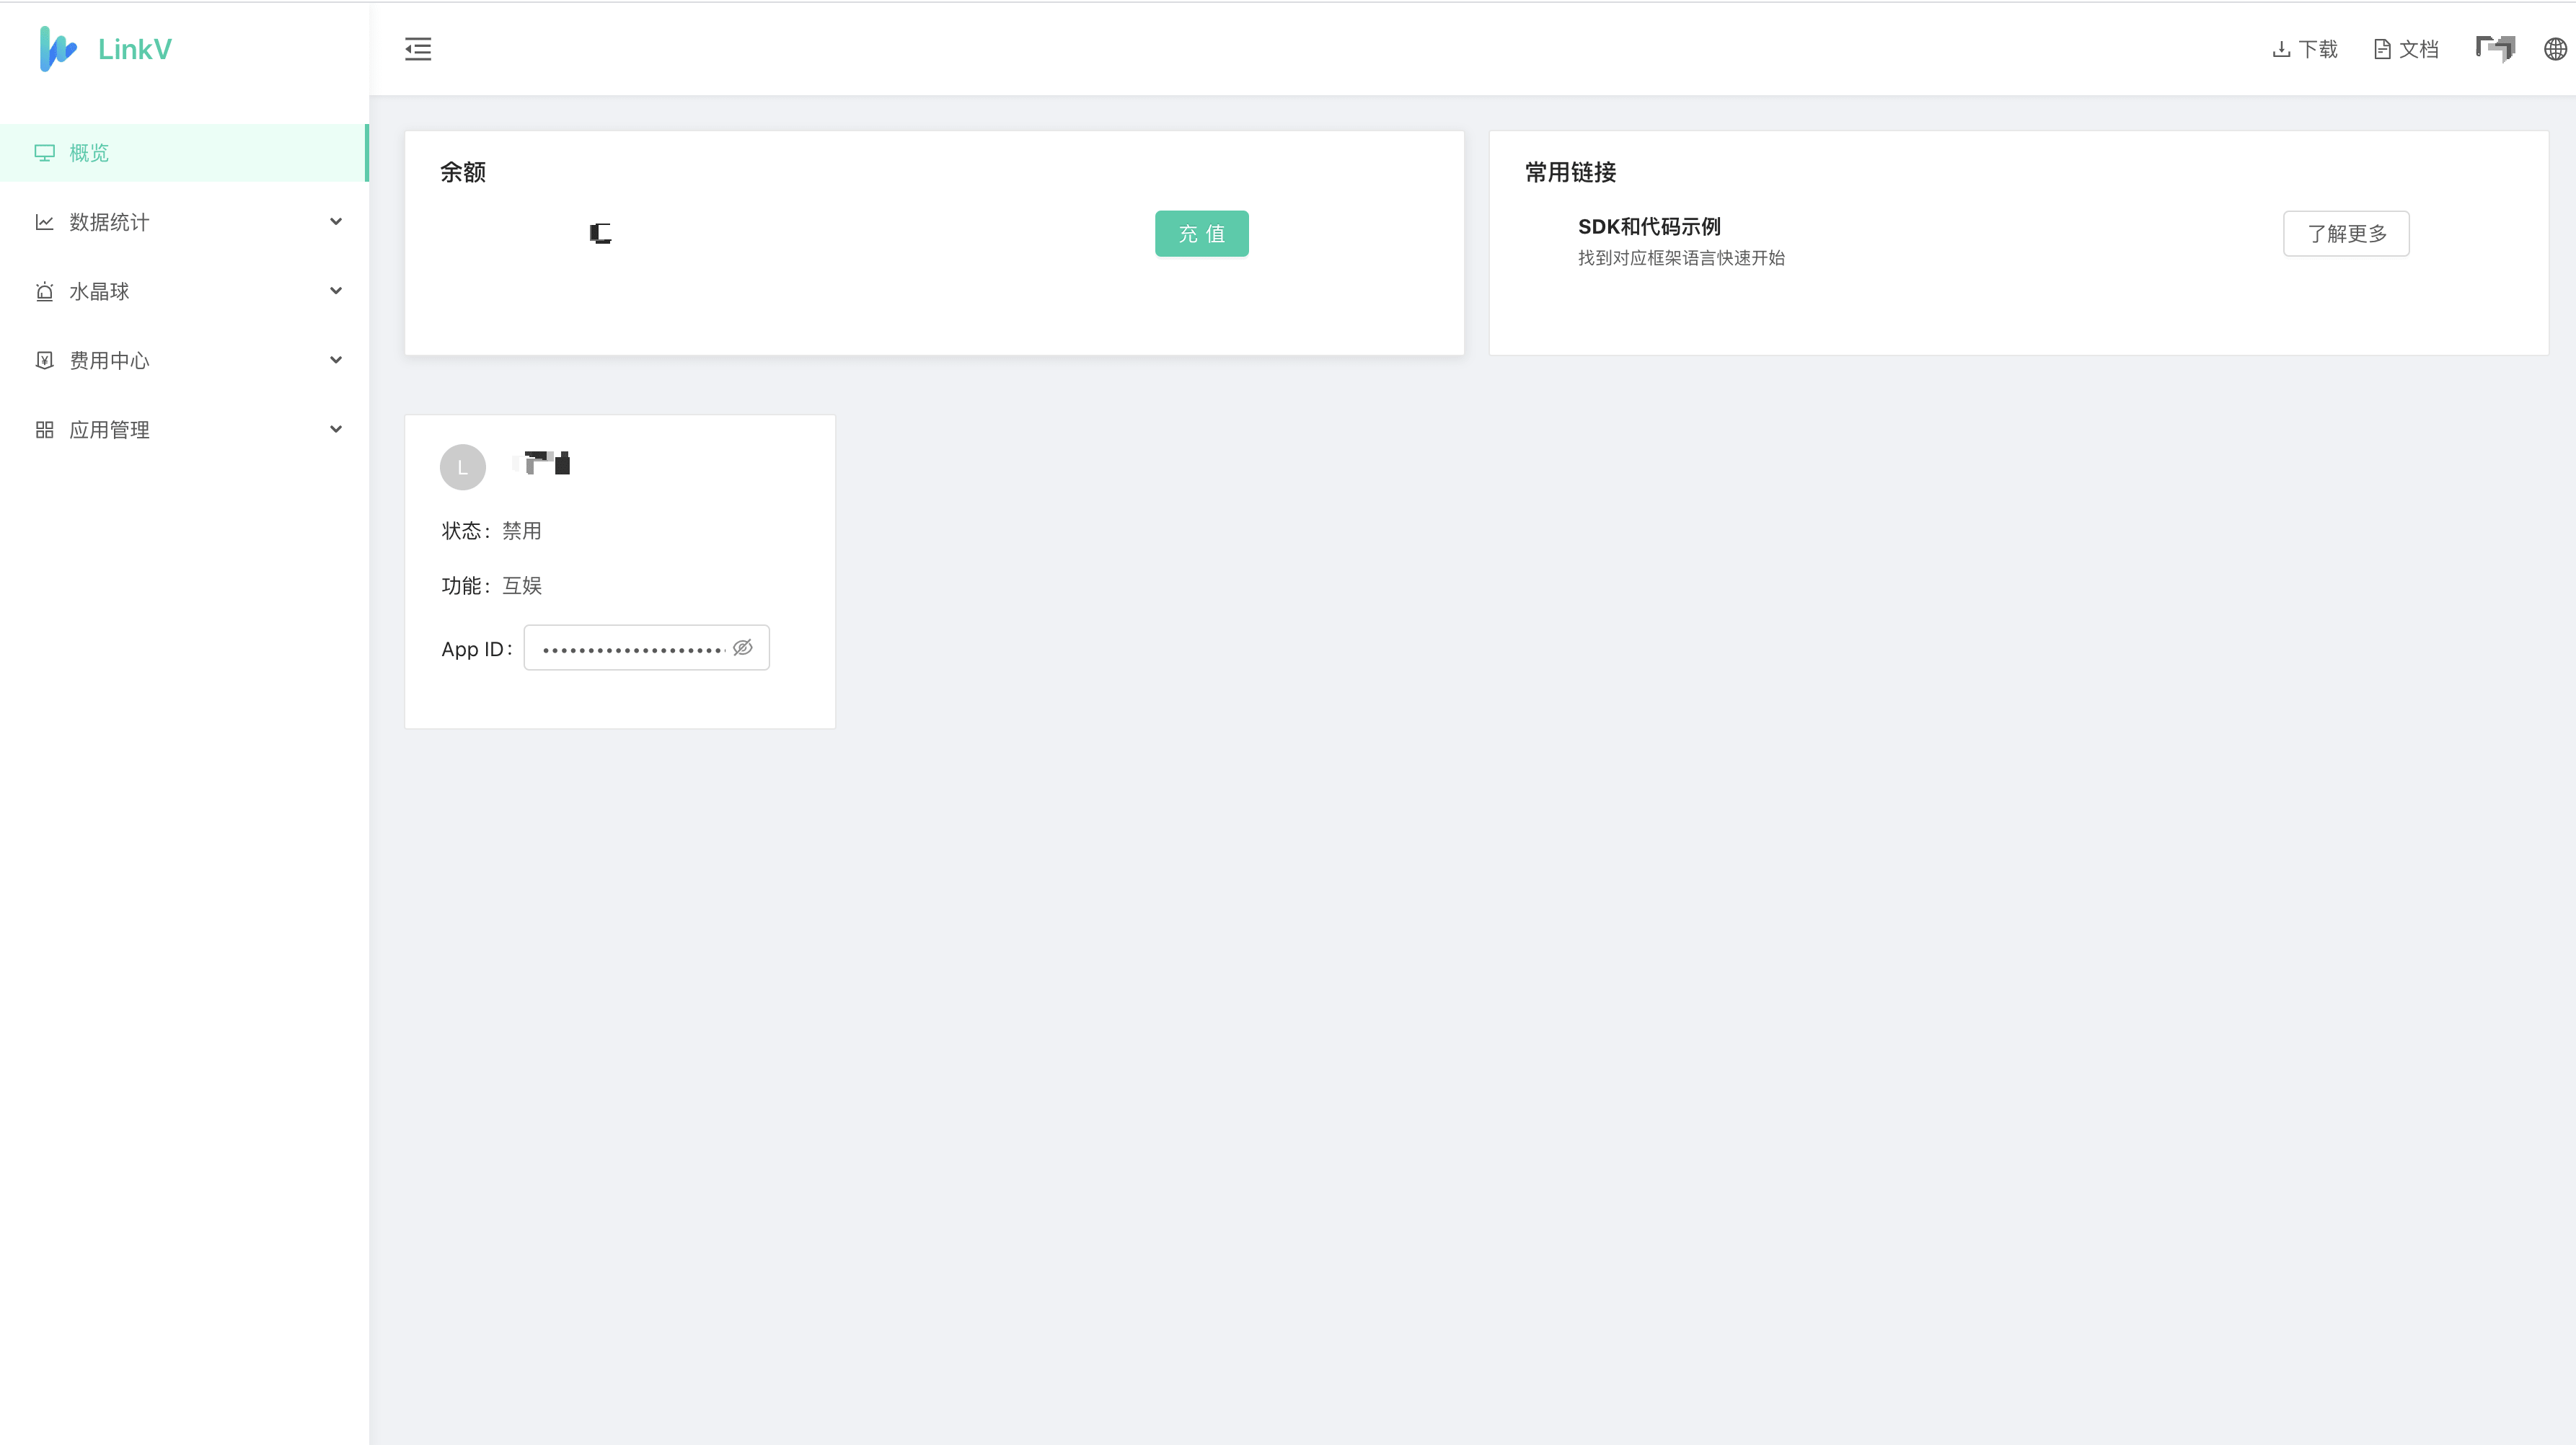 LinkV
下载
文档
概览
数据统计
水晶球
费用中心
应用管理
余额
充 值
常用链接
SDK和代码示例
找到对应框架语言快速开始
了解更多
L
状态：禁用
功能：互娱
App ID：